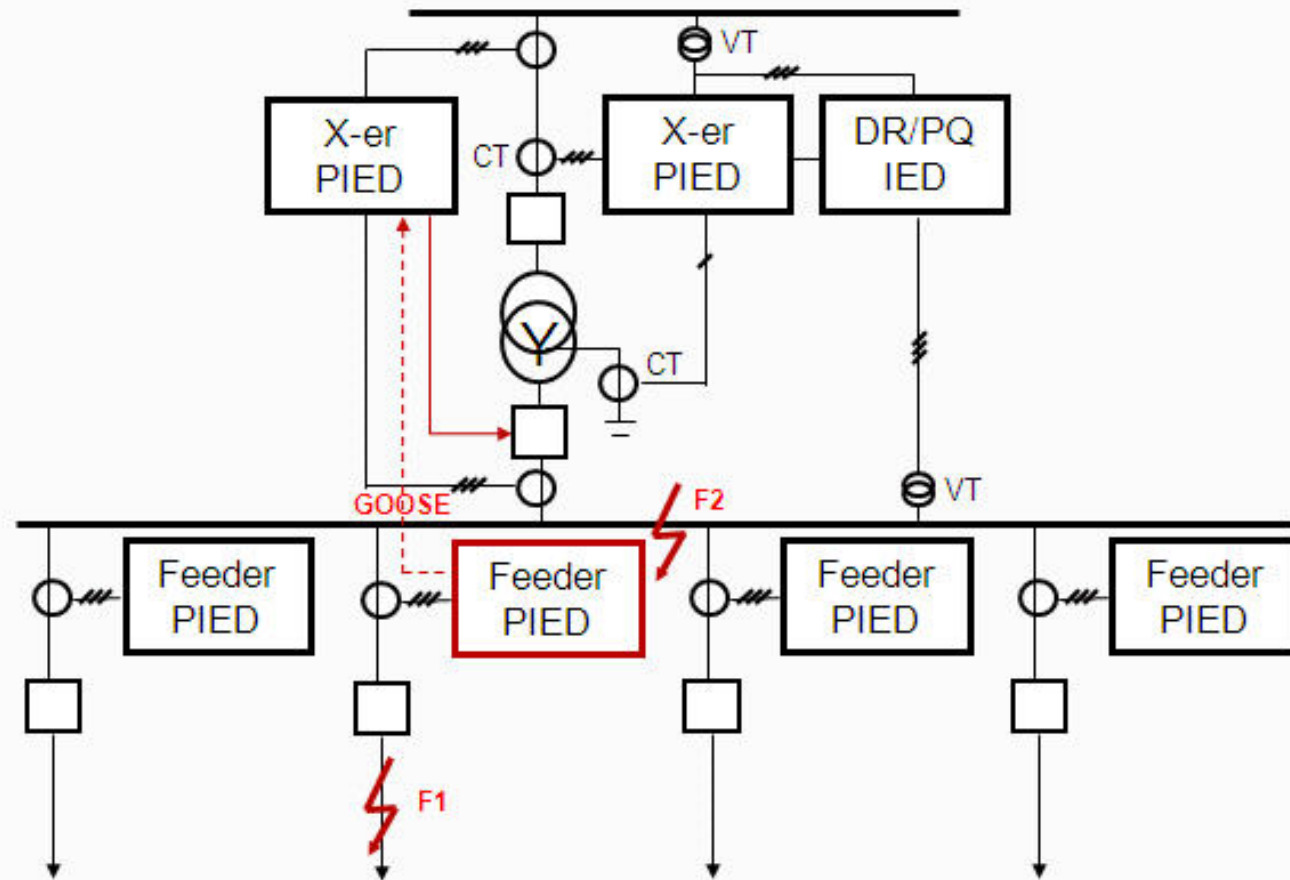 VT
X-er
PIED
CT
X-er
PIED
DR/PQ
IED
Y
CT
GOOSE
F2
VT
Feeder
PIED
Feeder
PIED
Feeder
PIED
Feeder
PIED
F1